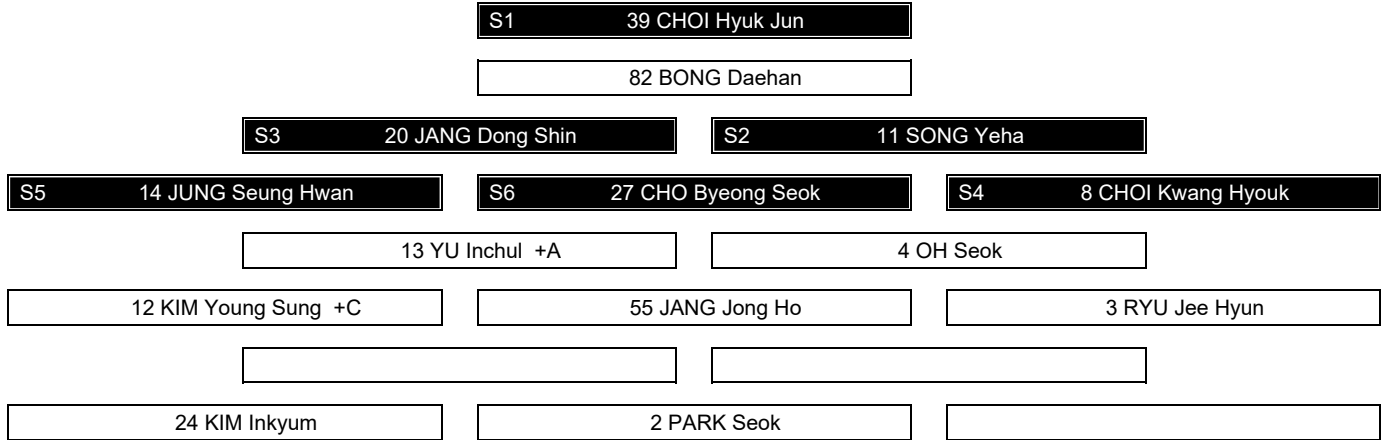 S1 39 CHOI Hyuk Jun
82 BONG Daehan
S3 20 JANG Dong Shin S2 11 SONG Yeha
S5 14 JUNG Seung Hwan S6 27 CHO Byeong Seok S4 8 CHOI Kwang Hyouk
13 YU Inchul +A 4 OH Seok
12 KIM Young Sung +C 55 JANG Jong Ho 3 RYU Jee Hyun
24 KIM Inkyum 2 PARK Seok